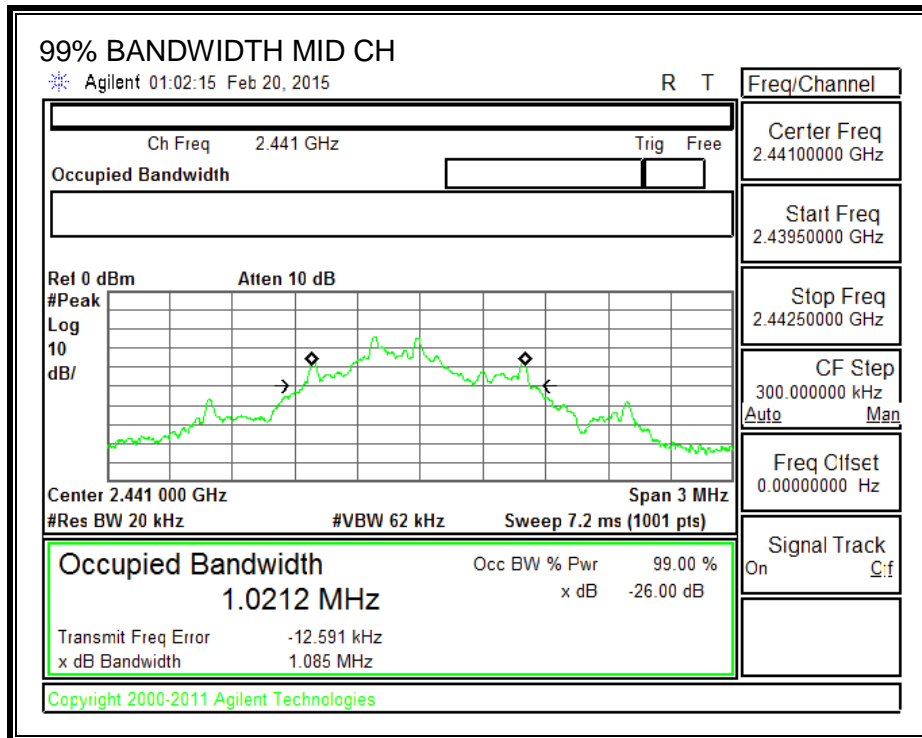 99% BANDWIDTH MID CH
Agilent 01:02:15 Feb 20, 2015 R T
Freq/Channel
Ch Freq 2.441 GHz Trig Free
Occupied Bandwidth
Center Freq
2.44100000 GHz
Start Freq
2.43950000 GHz
Stop Freq
2.44250000 GHz
CF Step
300.000000 kHz
Auto Man
Freq Offset
0.00000000 Hz
Signal Track
On Off
Ref 0 dBm Atten 10 dB
#Peak
Log
10
dB/
Center 2.441 000 GHz Span 3 MHz
#Res BW 20 kHz #VBW 62 kHz Sweep 7.2 ms (1001 pts)
Occupied Bandwidth
1.0212 MHz
Occ BW % Pwr 99.00 %
x dB -26.00 dB
Transmit Freq Error -12.591 kHz
x dB Bandwidth 1.085 MHz
Copyright 2000-2011 Agilent Technologies